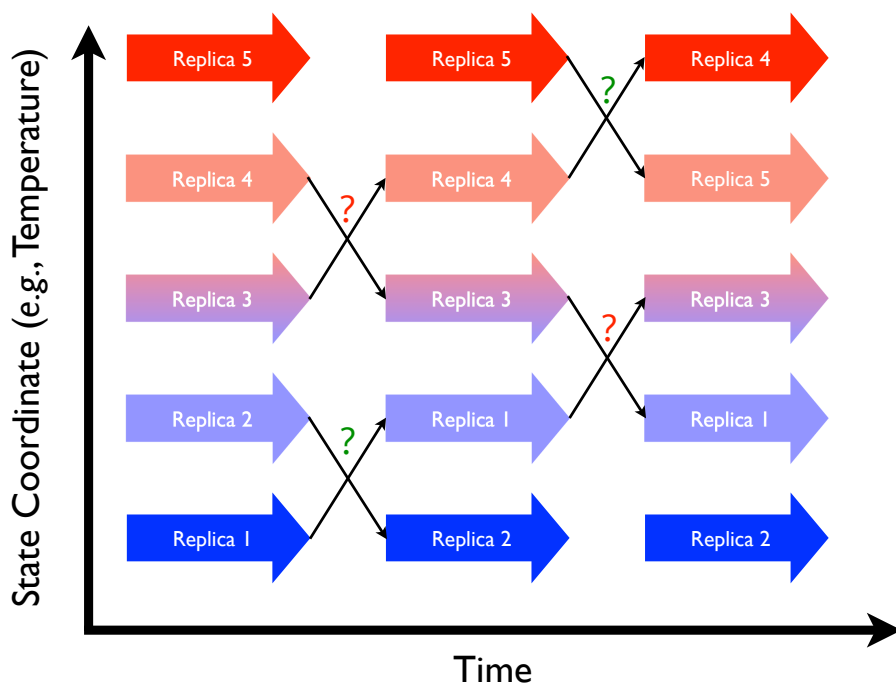 State Coordinate (e.g., Temperature)
Replica 5
Replica 5
Replica 4
?
Replica 4
Replica 4
Replica 5
?
Replica 3
Replica 3
Replica 3
?
Replica 2
Replica 1
Replica 1
?
Replica 1
Replica 2
Replica 2
Time